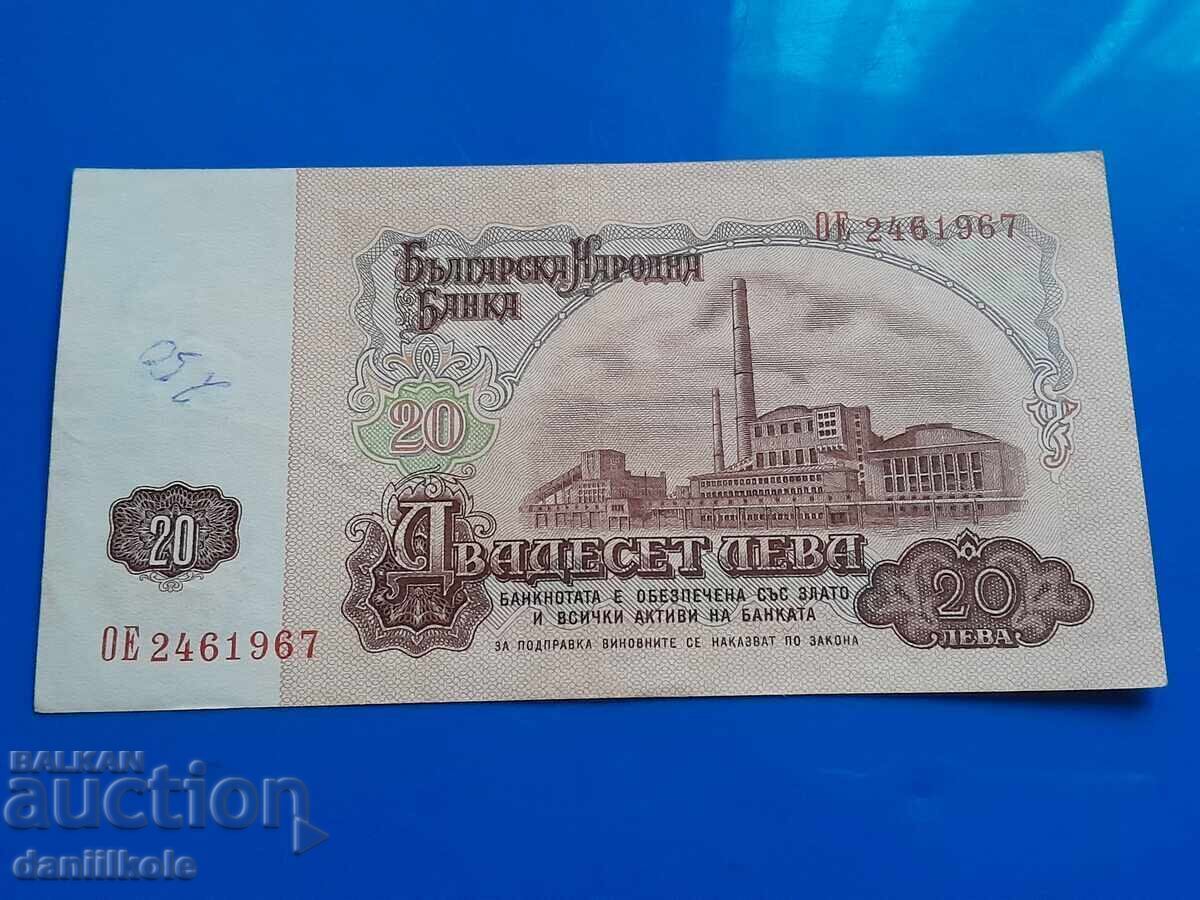 ОЕ 2461967
Българска Народна
Банка
20
20
Двадесет лева
20
лева
Банкнотата е обезпечена със злато
и всички активи на банката
За подправка виновните се наказват по закона
ОЕ 2461967
BALKAN
auction
daniilkole